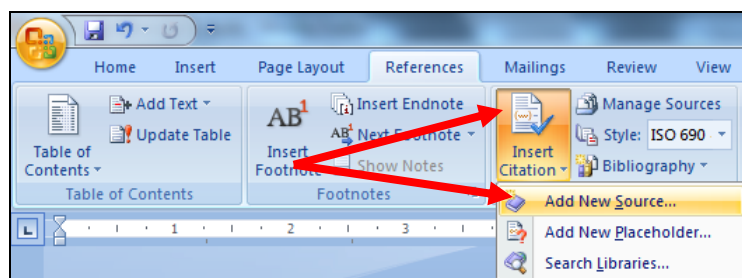 Home Insert Page Layout References Mailings Review View
Table of Contents
Add Text
Update Table
Table of Contents
AB1 Insert Footnote
Insert Endnote
AB1 Next Footnote
Show Notes
Footnotes
Insert Citation
Manage Sources
Style: ISO 690
Bibliography
Add New Source...
Add New Placeholder...
Search Libraries...
L 1 2 3